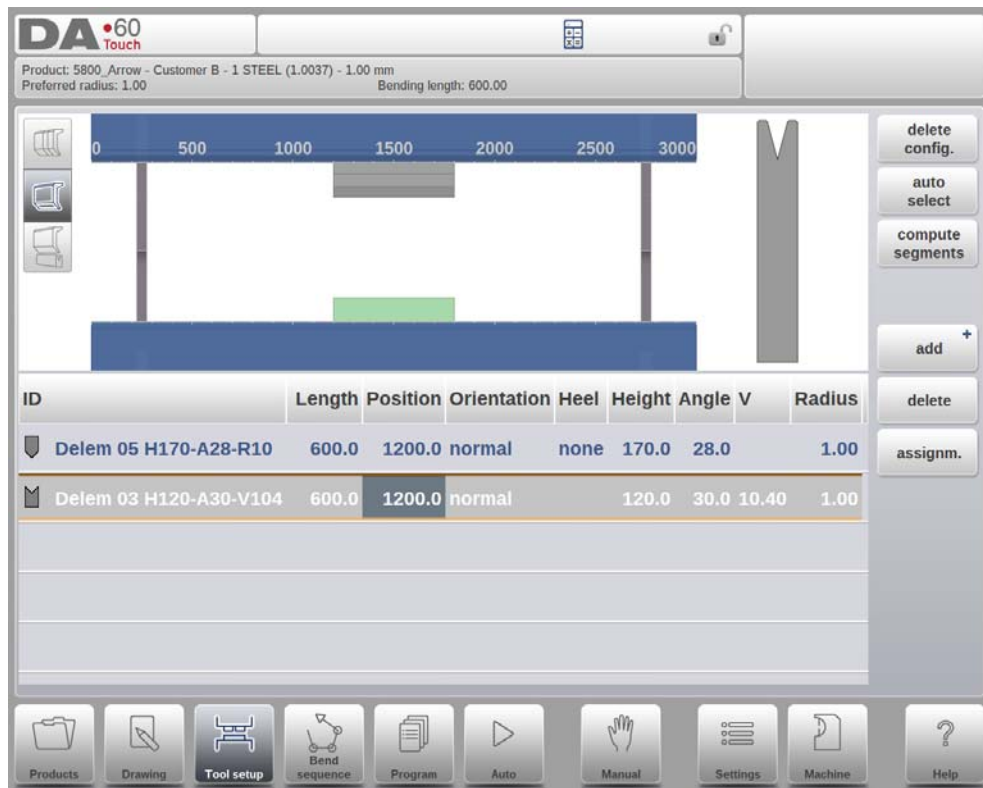 DA•60
Touch
Product: 5800_Arrow - Customer B - 1 STEEL (1.0037) - 1.00 mm
Preferred radius: 1.00 Bending length: 600.00
0 500 1000 1500 2000 2500 3000
delete
config.
auto
select
compute
segments
add +
delete
assignm.
ID Length Position Orientation Heel Height Angle V Radius
Delem 05 H170-A28-R10 600.0 1200.0 normal none 170.0 28.0 1.00
Delem 03 H120-A30-V104 600.0 1200.0 normal 120.0 30.0 10.40 1.00
Products Drawing Tool setup Bend
sequence Program Auto Manual Settings Machine Help